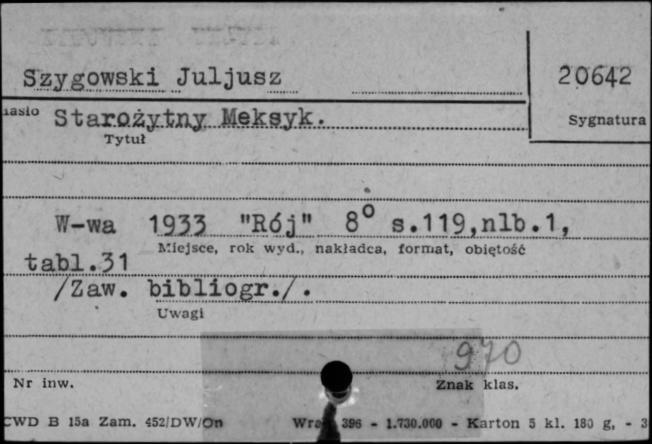 Szygowski Juljusz
20642
Sygnatura
Starożytny Meksyk.
Tytuł
W-wa 1933 "Rój" 8° s.119,nlb.1,
Miejsce, rok wyd., nakładca, format, objętość
tabl.31
/Zaw. bibliogr./.
Uwagi
970
Nr inw.
Znak klas.
CWD B 15a Zam. 452/DW/On
396 - 1.730.000 - Karton 5 kl. 180 g, - 3